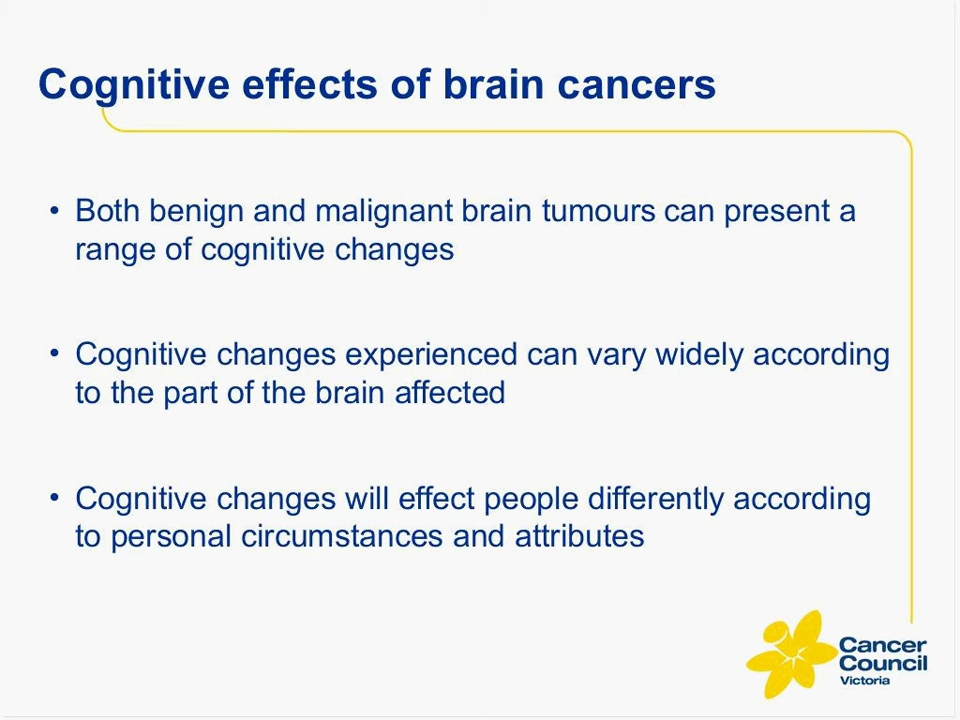 Cognitive effects of brain cancers
• Both benign and malignant brain tumours can present a
range of cognitive changes
• Cognitive changes experienced can vary widely according
to the part of the brain affected
• Cognitive changes will effect people differently according
to personal circumstances and attributes
Cancer
Council
Victoria